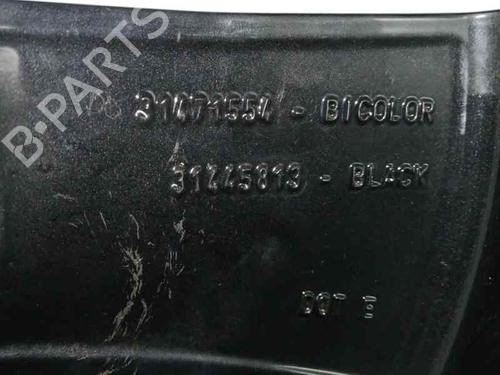 B-PARTS
31471554 - BICOLOR
31445813 - BLACK
DOT E